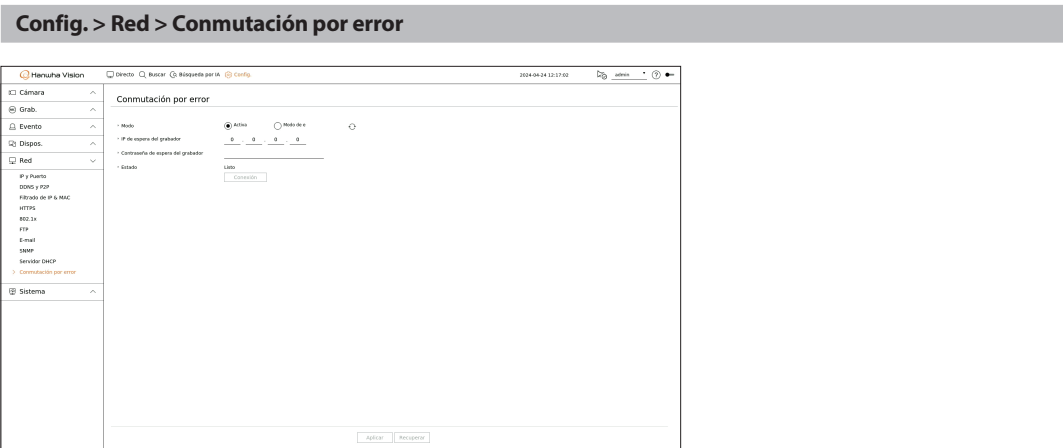 Config. > Red > Conmutación por error
Hanwha Vision
Directo Buscar Búsqueda por IA Config.
2024-04-24 12:17:02
admin
Cámara
Grab.
Evento
Dispos.
Red
IP y Puerto
DDNS y P2P
Filtrado de IP & MAC
HTTPS
802.1x
FTP
E-mail
SNMP
Servidor DHCP
Conmutación por error
Sistema
Conmutación por error
Modo Activa Modo de e
IP de espera del grabador 0 . 0 . 0 . 0
Contraseña de espera del grabador
Estado Listo
Conexión
Aplicar Recuperar